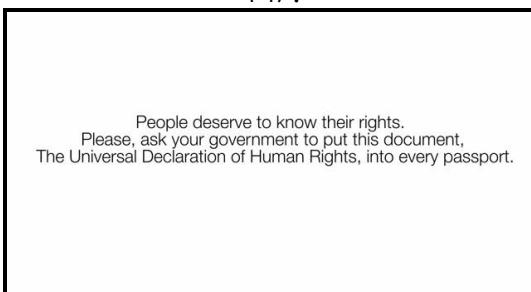 People deserve to know their rights.
Please, ask your government to put this document,
The Universal Declaration of Human Rights, into every passport.